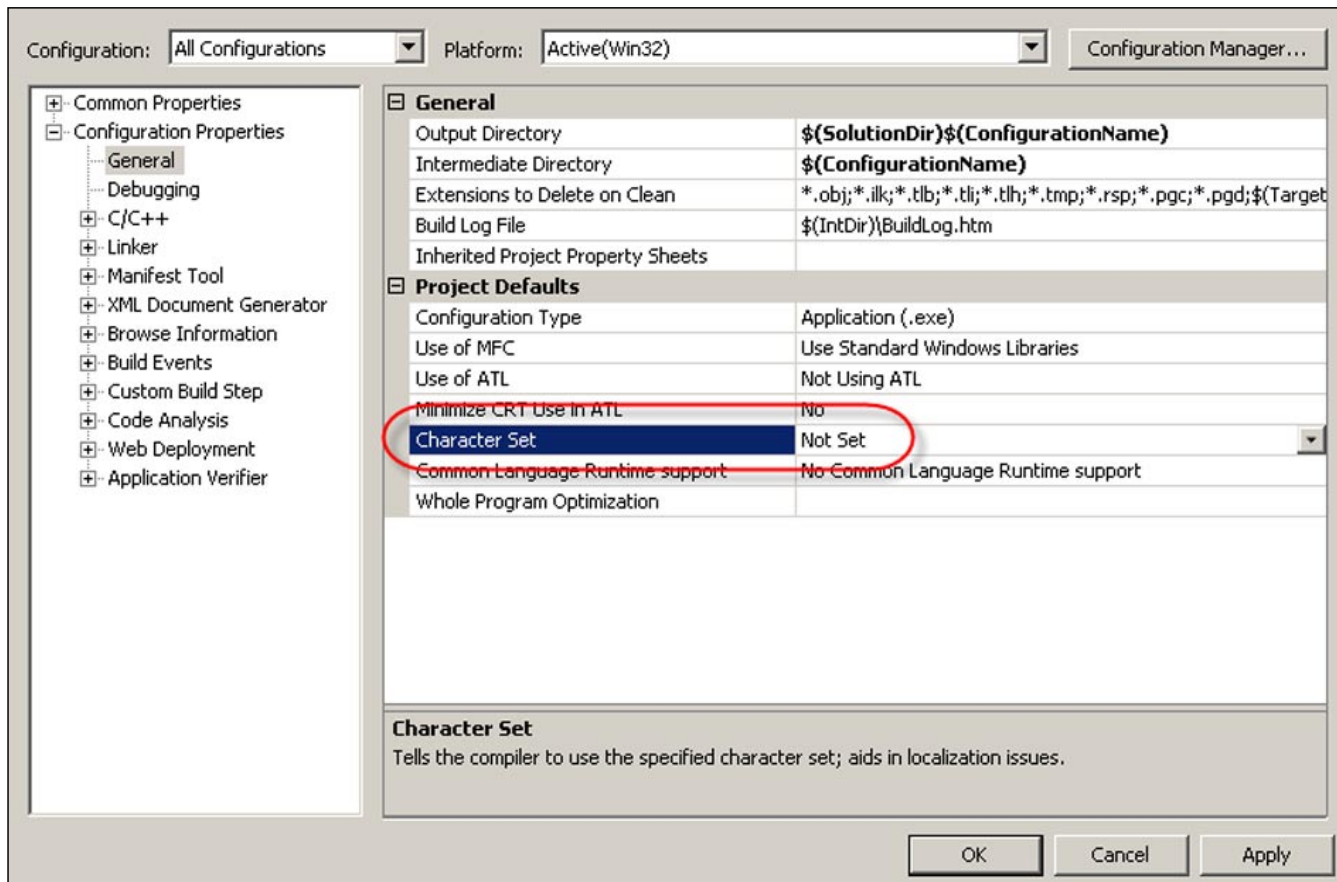 Configuration: All Configurations Platform: Active(Win32) Configuration Manager...
Common Properties
Configuration Properties
General
Debugging
C/C++
Linker
Manifest Tool
XML Document Generator
Browse Information
Build Events
Custom Build Step
Code Analysis
Web Deployment
Application Verifier
General
Output Directory $(SolutionDir)$(ConfigurationName)
Intermediate Directory $(ConfigurationName)
Extensions to Delete on Clean *.obj;*.ilk;*.tlb;*.tli;*.tlh;*.tmp;*.rsp;*.pgc;*.pgd;$(Target
Build Log File $(IntDir)\BuildLog.htm
Inherited Project Property Sheets
Project Defaults
Configuration Type Application (.exe)
Use of MFC Use Standard Windows Libraries
Use of ATL Not Using ATL
Minimize CRT Use in ATL No
Character Set Not Set
Common Language Runtime support No Common Language Runtime support
Whole Program Optimization
Character Set
Tells the compiler to use the specified character set; aids in localization issues.
OK Cancel Apply